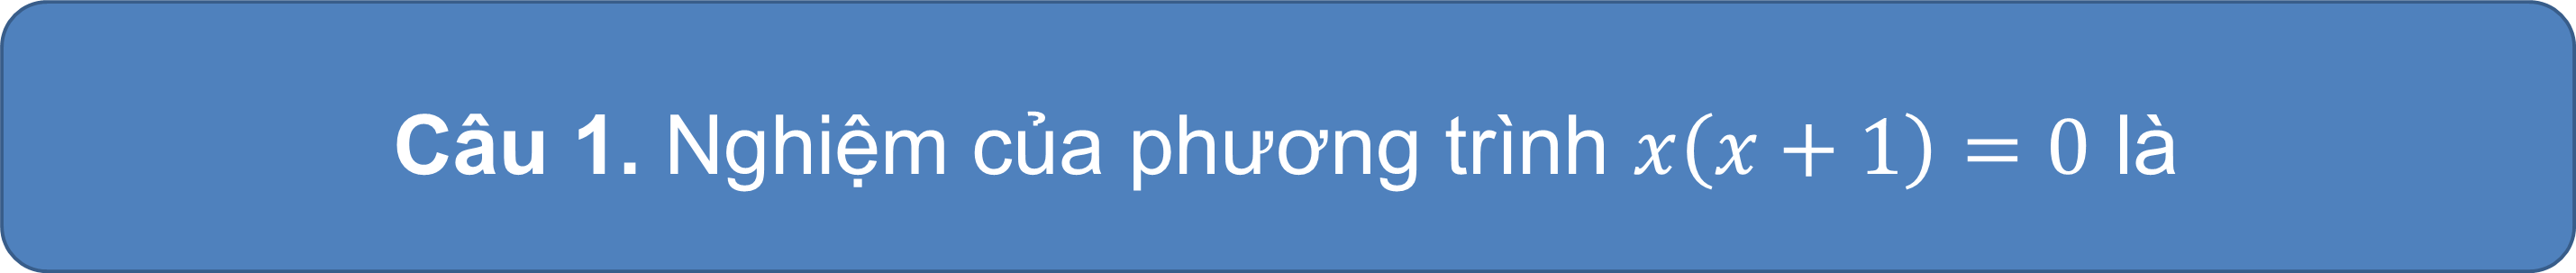 Câu 1. Nghiệm của phương trình 𝑥(𝑥 + 1) = 0 là